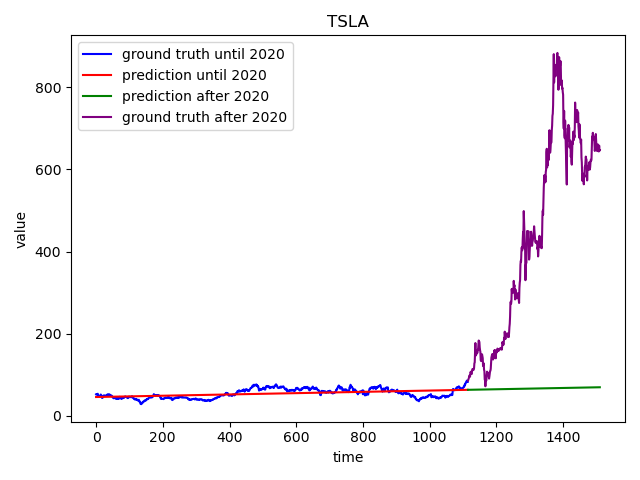 TSLA
ground truth until 2020
prediction until 2020
prediction after 2020
ground truth after 2020
value
800
600
400
200
0
0 200 400 600 800 1000 1200 1400
time